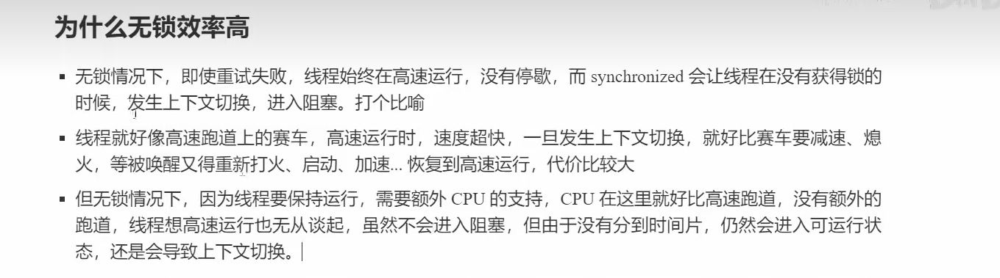 为什么无锁效率高
无锁情况下，即使重试失败，线程始终在高速运行，没有停歇，而 synchronized 会让线程在没有获得锁的
时候，发生上下文切换，进入阻塞。打个比喻
线程就好像高速跑道上的赛车，高速运行时，速度超快，一旦发生上下文切换，就好比赛车要减速、熄
火，等被唤醒又得重新打火、启动、加速... 恢复到高速运行，代价比较大
但无锁情况下，因为线程要保持运行，需要额外 CPU 的支持，CPU 在这里就好比高速跑道，没有额外的
跑道，线程想高速运行也无从谈起，虽然不会进入阻塞，但由于没有分到时间片，仍然会进入可运行状
态，还是会导致上下文切换。